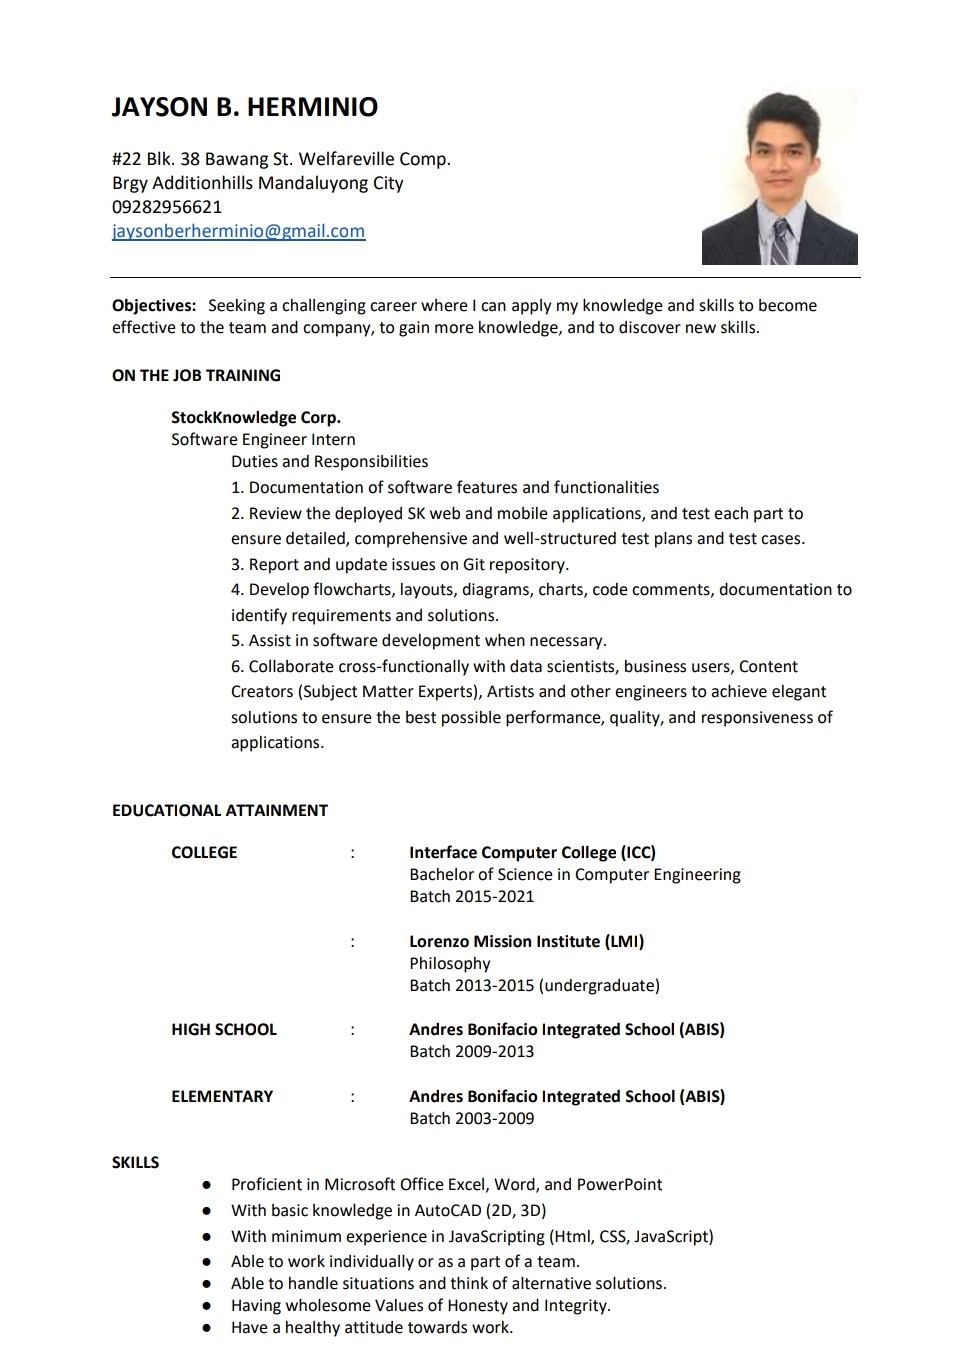 JAYSON B. HERMINIO
#22 Blk. 38 Bawang St. Welfareville Comp.
Brgy Additionhills Mandaluyong City
09282956621
jaysonberherminio@gmail.com
Objectives: Seeking a challenging career where I can apply my knowledge and skills to become
effective to the team and company, to gain more knowledge, and to discover new skills.
ON THE JOB TRAINING
StockKnowledge Corp.
Software Engineer Intern
Duties and Responsibilities
1. Documentation of software features and functionalities
2. Review the deployed SK web and mobile applications, and test each part to
ensure detailed, comprehensive and well-structured test plans and test cases.
3. Report and update issues on Git repository.
4. Develop flowcharts, layouts, diagrams, charts, code comments, documentation to
identify requirements and solutions.
5. Assist in software development when necessary.
6. Collaborate cross-functionally with data scientists, business users, Content
Creators (Subject Matter Experts), Artists and other engineers to achieve elegant
solutions to ensure the best possible performance, quality, and responsiveness of
applications.
EDUCATIONAL ATTAINMENT
COLLEGE : Interface Computer College (ICC)
Bachelor of Science in Computer Engineering
Batch 2015-2021
: Lorenzo Mission Institute (LMI)
Philosophy
Batch 2013-2015 (undergraduate)
HIGH SCHOOL : Andres Bonifacio Integrated School (ABIS)
Batch 2009-2013
ELEMENTARY : Andres Bonifacio Integrated School (ABIS)
Batch 2003-2009
SKILLS
● Proficient in Microsoft Office Excel, Word, and PowerPoint
● With basic knowledge in AutoCAD (2D, 3D)
● With minimum experience in JavaScripting (Html, CSS, JavaScript)
● Able to work individually or as a part of a team.
● Able to handle situations and think of alternative solutions.
● Having wholesome Values of Honesty and Integrity.
● Have a healthy attitude towards work.